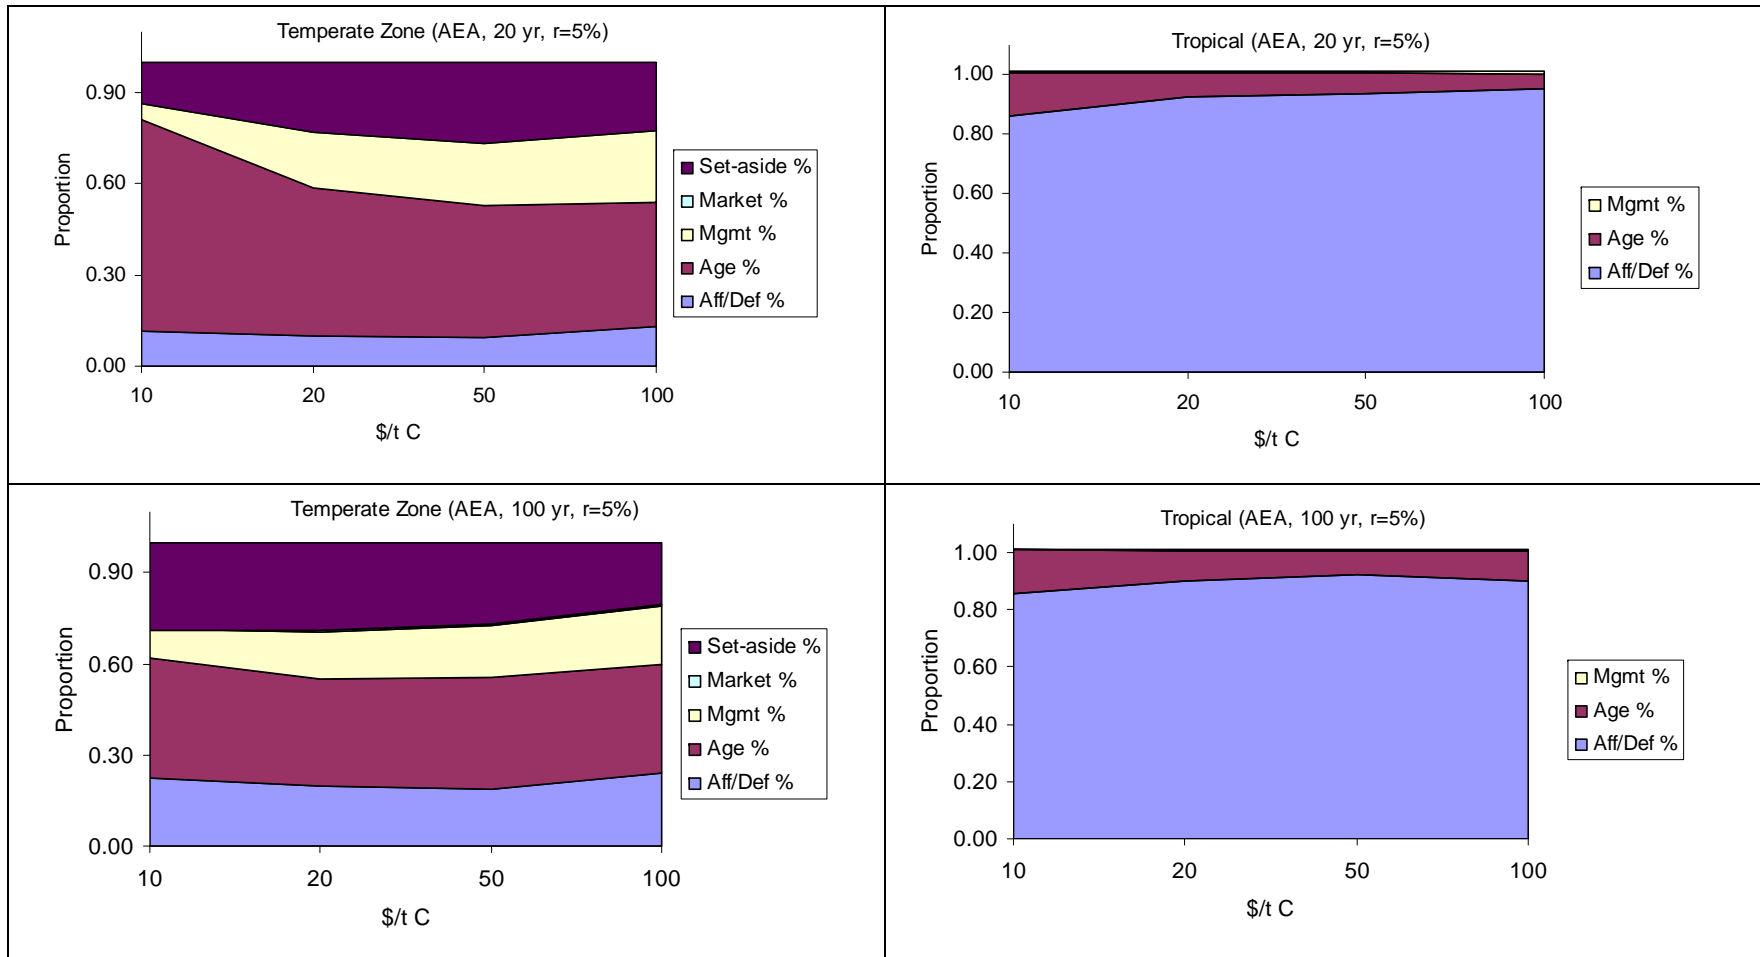 Temperate Zone (AEA, 20 yr, r=5%)
0.90
0.60
0.30
0.00
Proportion
10 20 50 100
$/t C
Set-aside %
Market %
Mgmt %
Age %
Aff/Def %
Tropical (AEA, 20 yr, r=5%)
1.00
0.80
0.60
0.40
0.20
0.00
Proportion
10 20 50 100
$/t C
Mgmt %
Age %
Aff/Def %
Temperate Zone (AEA, 100 yr, r=5%)
0.90
0.60
0.30
0.00
Proportion
10 20 50 100
$/t C
Set-aside %
Market %
Mgmt %
Age %
Aff/Def %
Tropical (AEA, 100 yr, r=5%)
1.00
0.80
0.60
0.40
0.20
0.00
Proportion
10 20 50 100
$/t C
Mgmt %
Age %
Aff/Def %